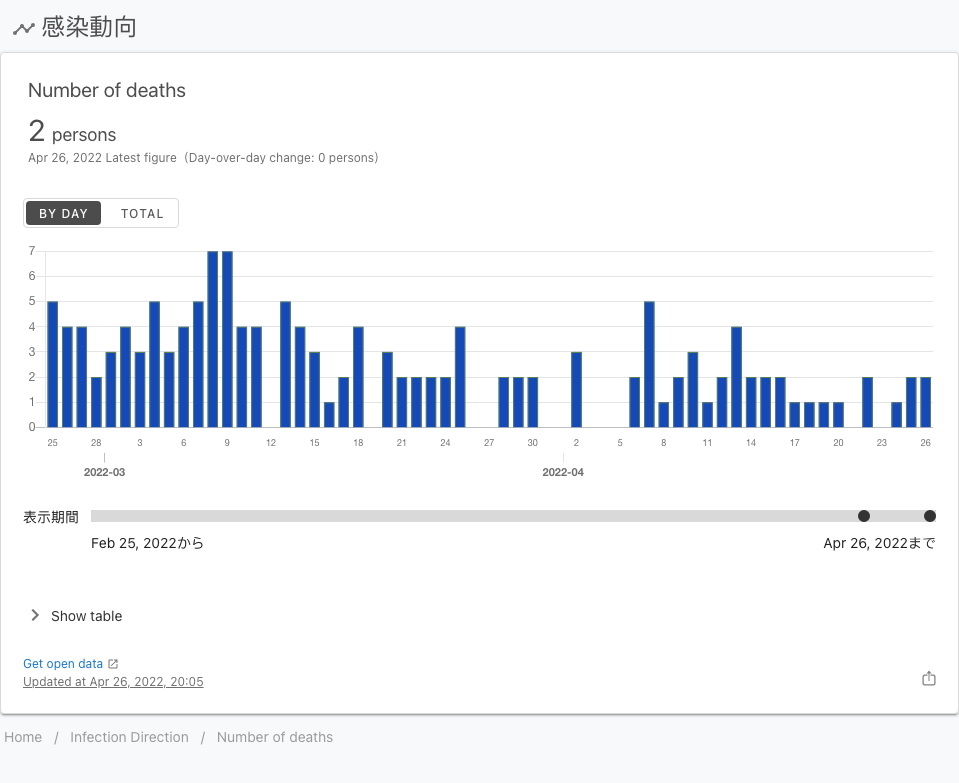 感染動向
Number of deaths
2 persons
Apr 26, 2022 Latest figure (Day-over-day change: 0 persons)
BY DAY TOTAL
7
6
5
4
3
2
1
0
25 28 3 6 9 12 15 18 21 24 27 30 2 5 8 11 14 17 20 23 26
2022-03 2022-04
表示期間
Feb 25, 2022から Apr 26, 2022まで
Show table
Get open data
Updated at Apr 26, 2022, 20:05
Home / Infection Direction / Number of deaths